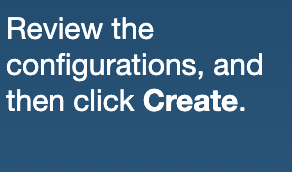 Review the
configurations, and
then click Create.